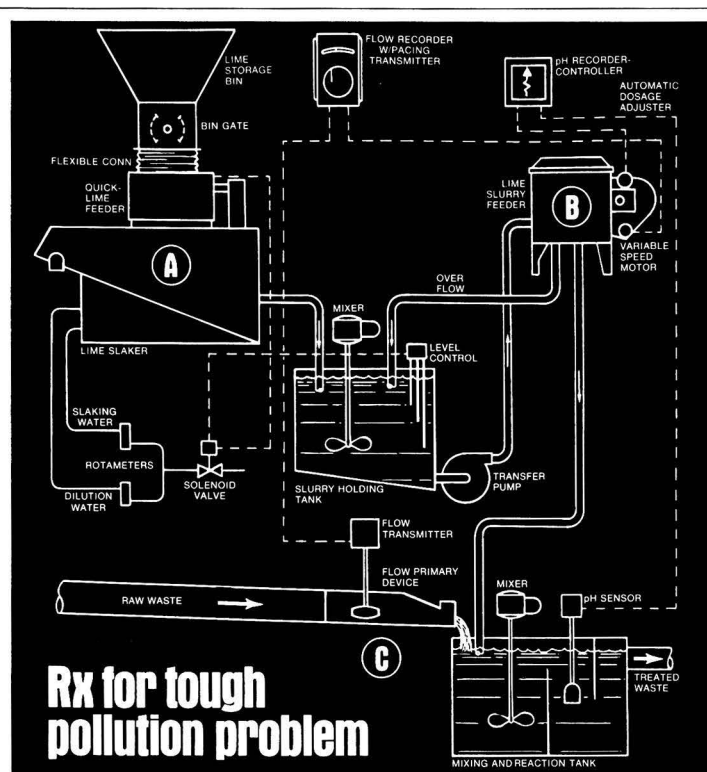 LIME
STORAGE
BIN
FLOW RECORDER
W/PACING
TRANSMITTER
pH RECORDER-
CONTROLLER
AUTOMATIC
DOSAGE
ADJUSTER
BIN GATE
FLEXIBLE CONN
QUICK-
LIME
FEEDER
LIME
SLURRY
FEEDER
B
A
VARIABLE
SPEED
MOTOR
OVER
FLOW
MIXER
LEVEL
CONTROL
LIME SLAKER
SLAKING
WATER
ROTAMETERS
DILUTION
WATER
SOLENOID
VALVE
SLURRY HOLDING
TANK
TRANSFER
PUMP
FLOW
TRANSMITTER
FLOW PRIMARY
DEVICE
RAW WASTE
MIXER
pH SENSOR
C
TREATED
WASTE
Rx for tough
pollution problem
MIXING AND REACTION TANK